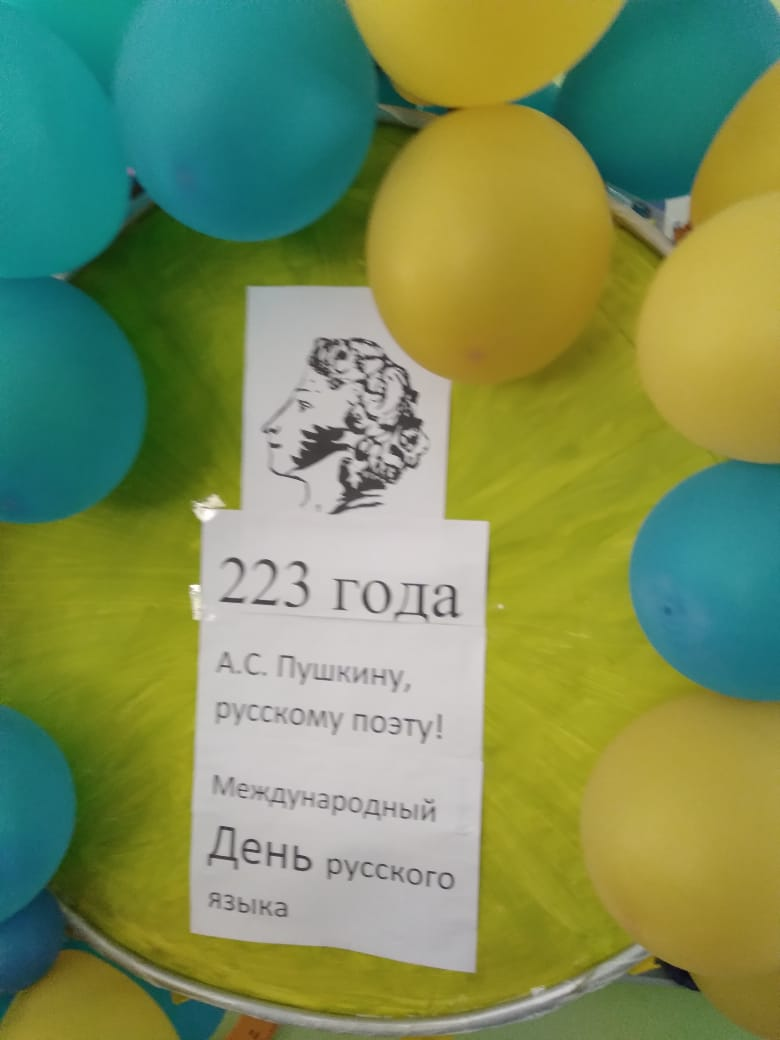 223 года
А.С. Пушкину,
русскому поэту!
Международный
День русского
языка